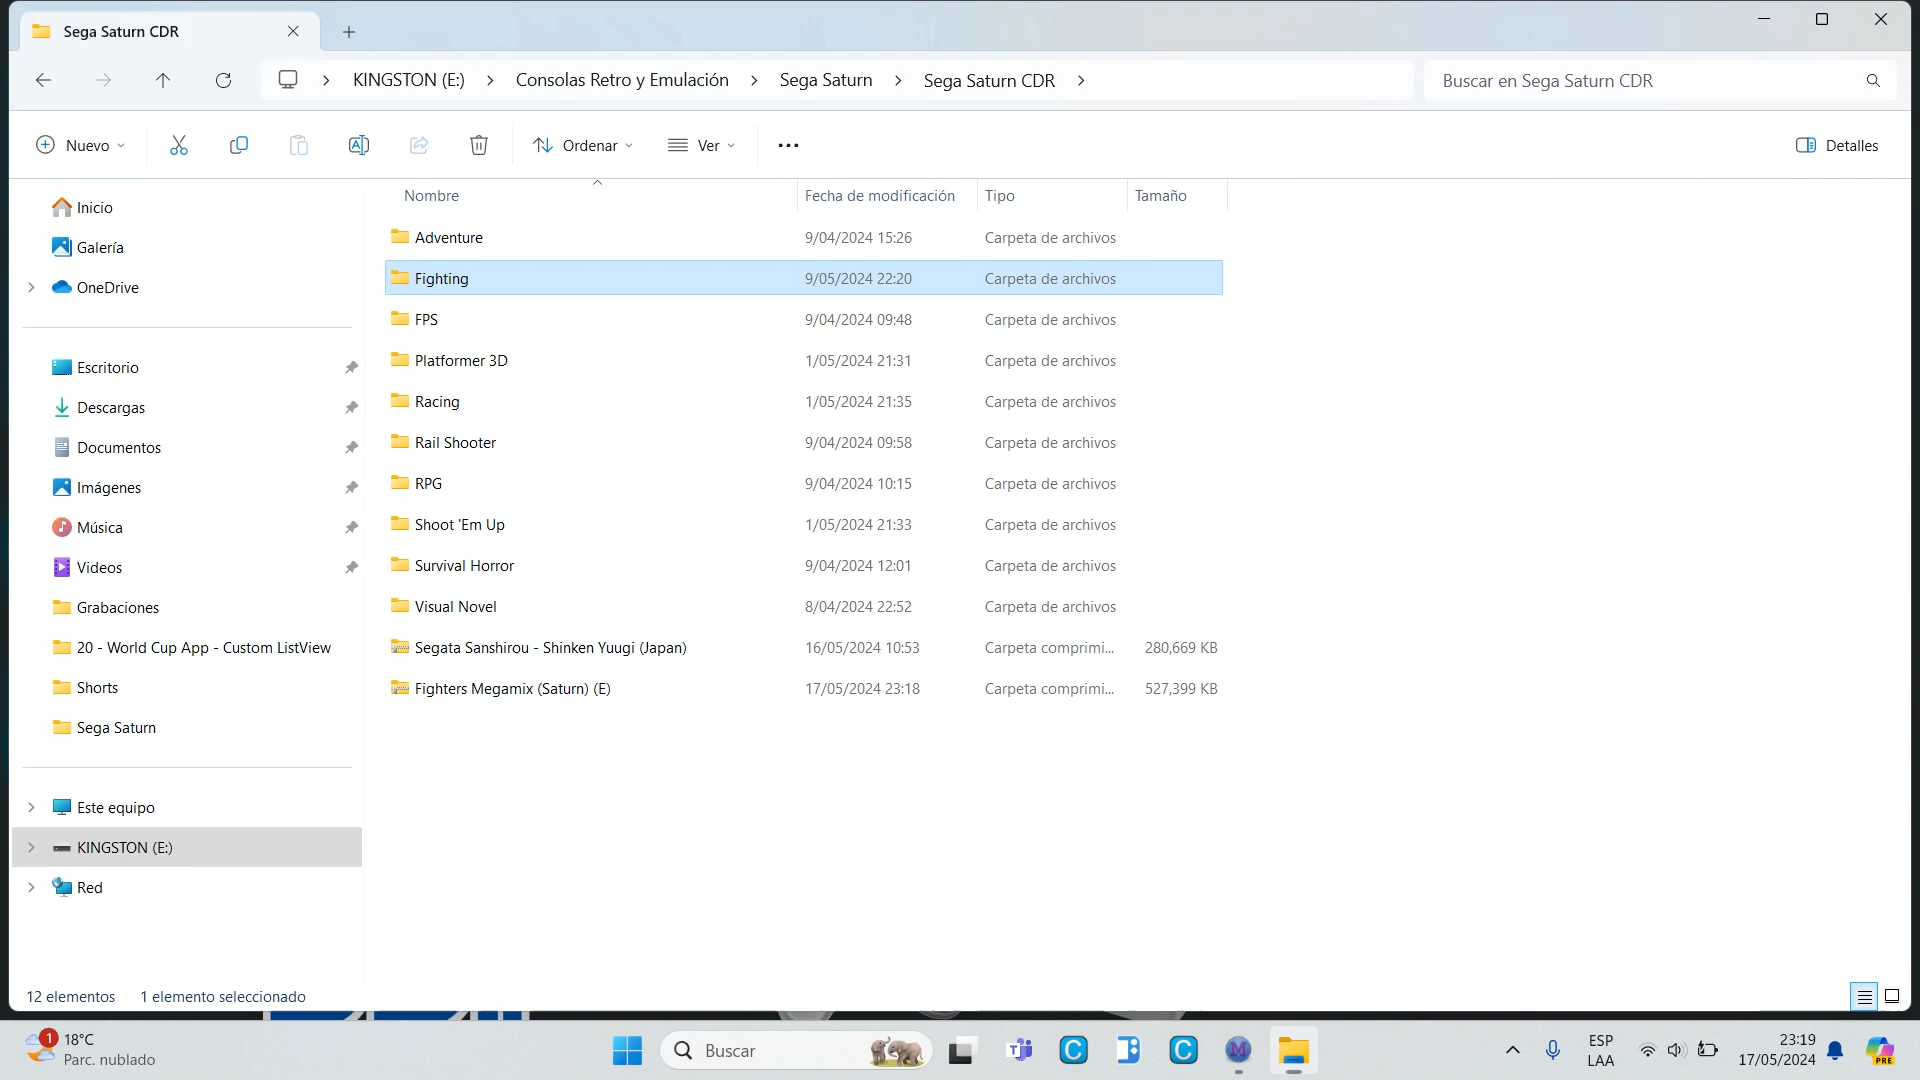 Sega Saturn CDR
KINGSTON (E:)
Consolas Retro y Emulación
Sega Saturn
Sega Saturn CDR
Buscar en Sega Saturn CDR
Nuevo
Ordenar
Ver
Detalles
Nombre
Fecha de modificación
Tipo
Tamaño
Inicio
Galería
OneDrive
Escritorio
Descargas
Documentos
Imágenes
Música
Videos
Grabaciones
20 - World Cup App - Custom ListView
Shorts
Sega Saturn
Este equipo
KINGSTON (E:)
Red
Adventure 9/04/2024 15:26 Carpeta de archivos
Fighting 9/05/2024 22:20 Carpeta de archivos
FPS 9/04/2024 09:48 Carpeta de archivos
Platformer 3D 1/05/2024 21:31 Carpeta de archivos
Racing 1/05/2024 21:35 Carpeta de archivos
Rail Shooter 9/04/2024 09:58 Carpeta de archivos
RPG 9/04/2024 10:15 Carpeta de archivos
Shoot 'Em Up 1/05/2024 21:33 Carpeta de archivos
Survival Horror 9/04/2024 12:01 Carpeta de archivos
Visual Novel 8/04/2024 22:52 Carpeta de archivos
Segata Sanshirou - Shinken Yuugi (Japan) 16/05/2024 10:53 Carpeta comprimi... 280,669 KB
Fighters Megamix (Saturn) (E) 17/05/2024 23:18 Carpeta comprimi... 527,399 KB
12 elementos 1 elemento seleccionado
1
18°C
Parc. nublado
Buscar
ESP
LAA
23:19
17/05/2024
PRE